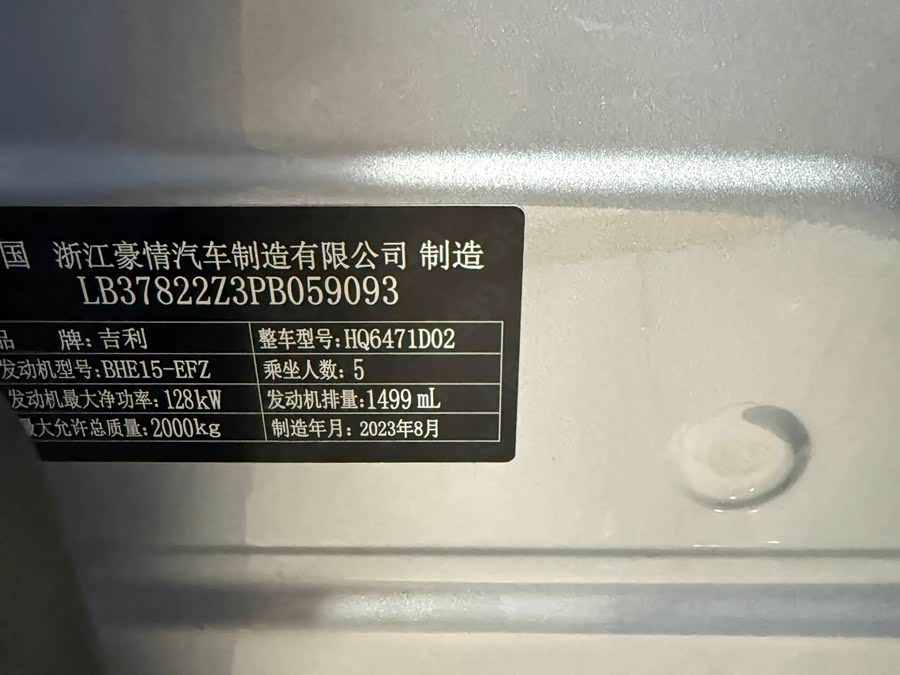 国 浙江豪情汽车制造有限公司 制造
LB37822Z3PB059093
品 牌:吉利 整车型号:HQ6471D02
发动机型号:BHE15-EFZ 乘坐人数: 5
发动机最大净功率:128kW 发动机排量:1499 mL
最大允许总质量:2000kg 制造年月: 2023年8月